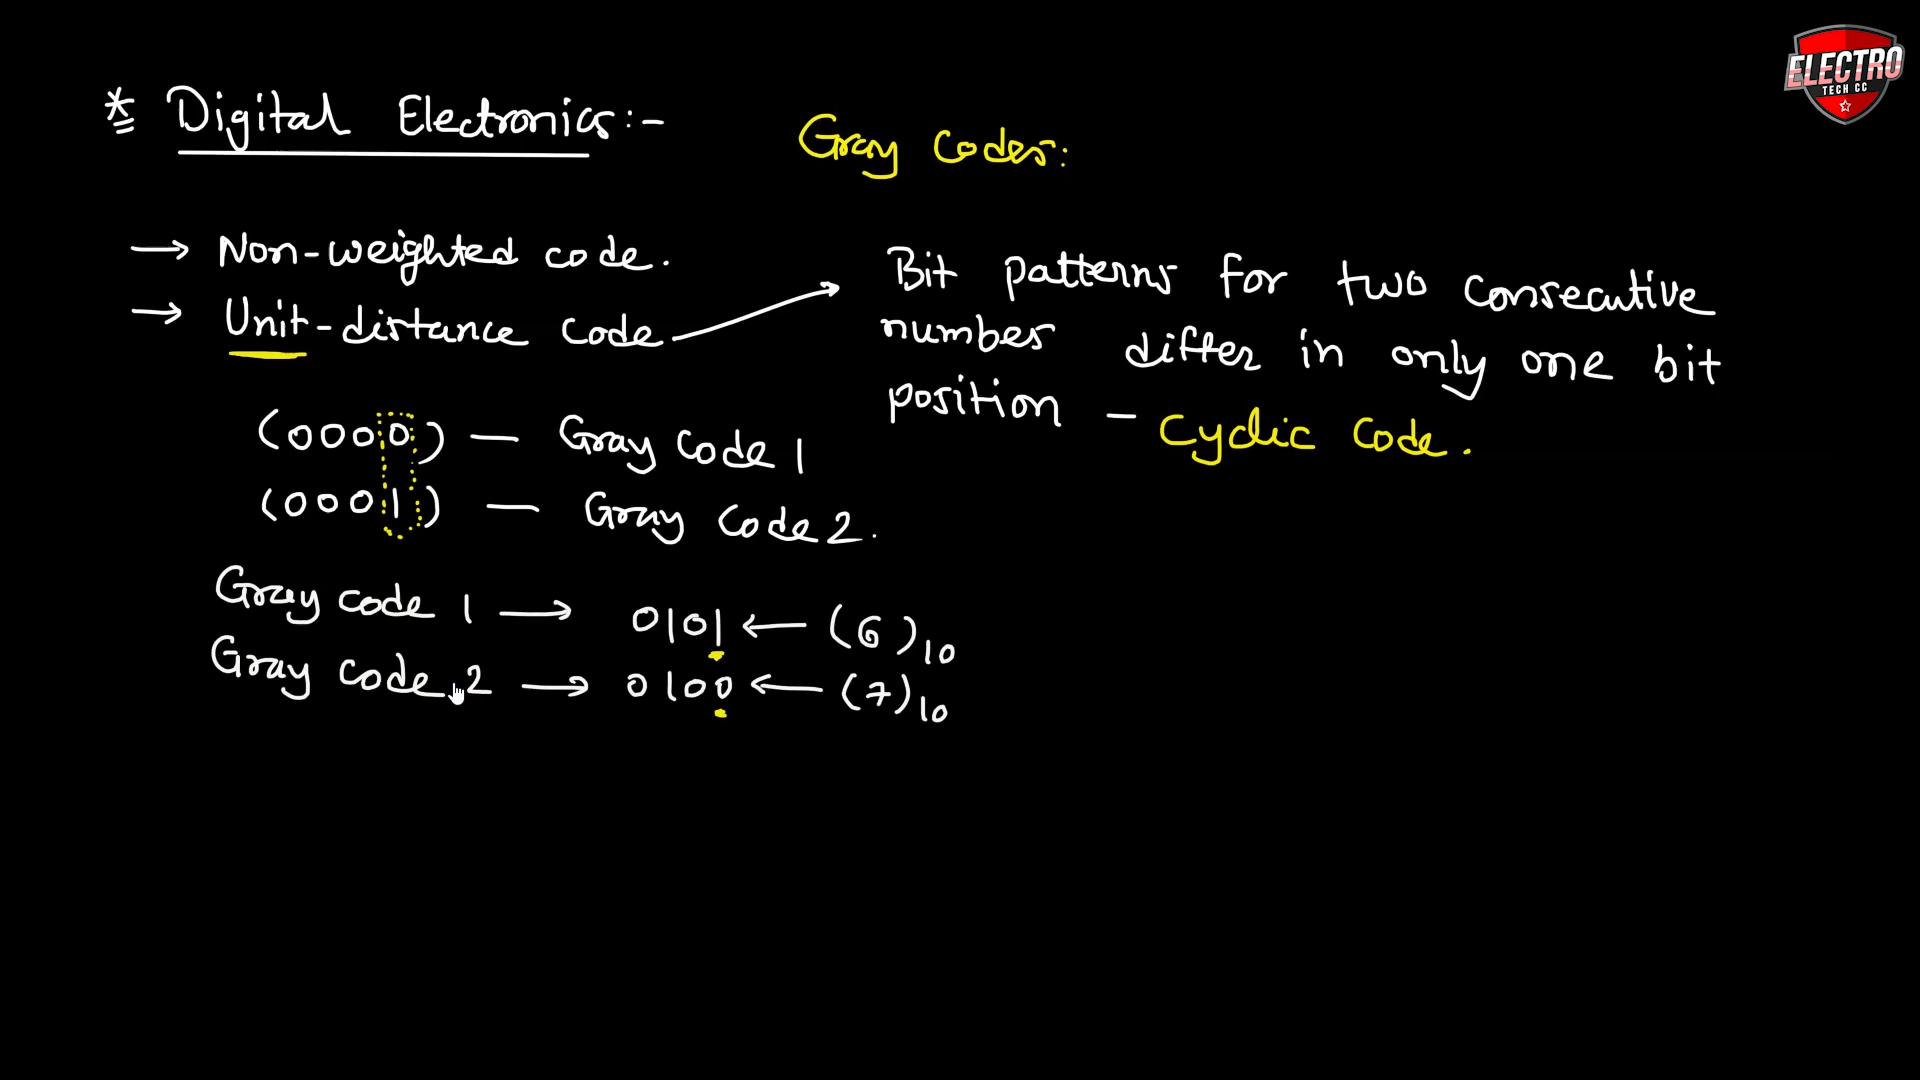 ELECTRO
TECH CC
* Digital Electronics:-
Gray Codes:
→ Non-weighted code.
→ Unit-distance code
Bit patterns for two consecutive
number differ in only one bit
position - Cyclic Code.
(0000) — Gray Code 1
(0001) — Gray Code 2.
Gray code 1 → 0101 ← (6)10
Gray code 2 → 0100 ← (7)10